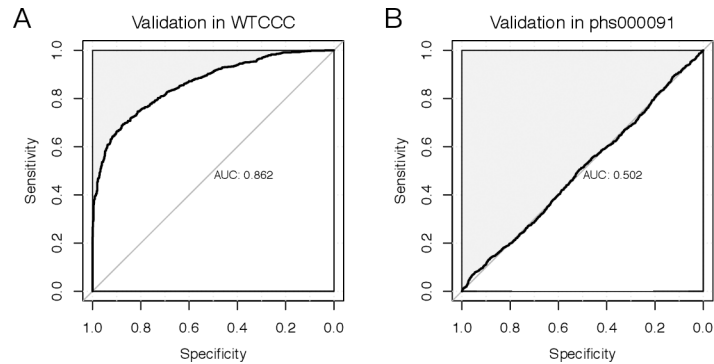 A
Validation in WTCCC
Sensitivity
1.0
0.8
0.6
0.4
0.2
0.0
AUC: 0.862
1.0 0.8 0.6 0.4 0.2 0.0
Specificity
B
Validation in phs000091
Sensitivity
1.0
0.8
0.6
0.4
0.2
0.0
AUC: 0.502
1.0 0.8 0.6 0.4 0.2 0.0
Specificity